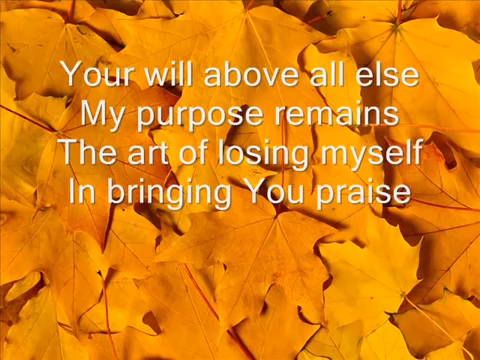 Your will above all else
My purpose remains
The art of losing myself
In bringing You praise